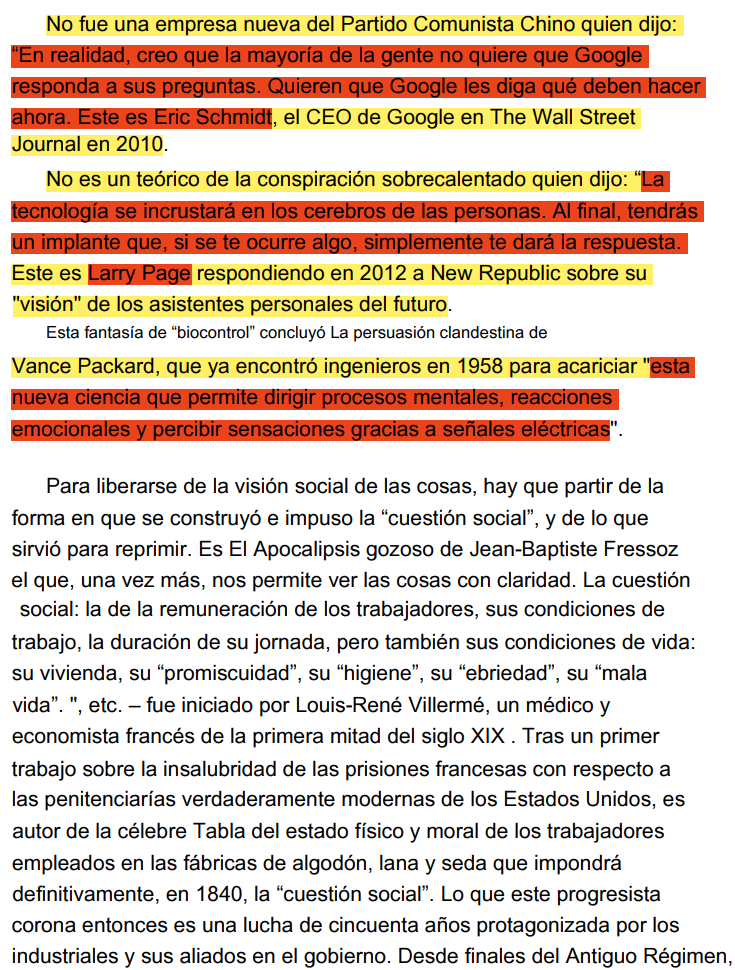 No fue una empresa nueva del Partido Comunista Chino quien dijo:
“En realidad, creo que la mayoría de la gente no quiere que Google
responda a sus preguntas. Quieren que Google les diga qué deben hacer
ahora. Este es Eric Schmidt, el CEO de Google en The Wall Street
Journal en 2010.
No es un teórico de la conspiración sobrecalentado quien dijo: “La
tecnología se incrustará en los cerebros de las personas. Al final, tendrás
un implante que, si se te ocurre algo, simplemente te dará la respuesta.
Este es Larry Page respondiendo en 2012 a New Republic sobre su
"visión" de los asistentes personales del futuro.
Esta fantasía de “biocontrol” concluyó La persuasión clandestina de
Vance Packard, que ya encontró ingenieros en 1958 para acariciar "esta
nueva ciencia que permite dirigir procesos mentales, reacciones
emocionales y percibir sensaciones gracias a señales eléctricas".
Para liberarse de la visión social de las cosas, hay que partir de la
forma en que se construyó e impuso la “cuestión social”, y de lo que
sirvió para reprimir. Es El Apocalipsis gozoso de Jean-Baptiste Fressoz
el que, una vez más, nos permite ver las cosas con claridad. La cuestión
social: la de la remuneración de los trabajadores, sus condiciones de
trabajo, la duración de su jornada, pero también sus condiciones de vida:
su vivienda, su “promiscuidad”, su “higiene”, su “ebriedad”, su “mala
vida”. ", etc. – fue iniciado por Louis-René Villermé, un médico y
economista francés de la primera mitad del siglo XIX . Tras un primer
trabajo sobre la insalubridad de las prisiones francesas con respecto a
las penitenciarías verdaderamente modernas de los Estados Unidos, es
autor de la célebre Tabla del estado físico y moral de los trabajadores
empleados en las fábricas de algodón, lana y seda que impondrá
definitivamente, en 1840, la “cuestión social”. Lo que este progresista
corona entonces es una lucha de cincuenta años protagonizada por los
industriales y sus aliados en el gobierno. Desde finales del Antiguo Régimen,